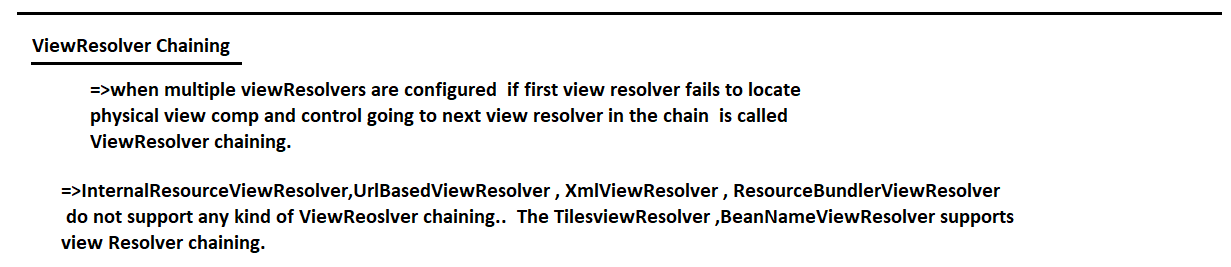 ViewResolver Chaining
=>when multiple viewResolvers are configured  if first view resolver fails to locate
physical view comp and control going to next view resolver in the chain  is called
ViewResolver chaining.
=>InternalResourceViewResolver,UrlBasedViewResolver , XmlViewResolver , ResourceBundlerViewResolver
do not support any kind of ViewReoslver chaining..  The TilesviewResolver ,BeanNameViewResolver supports
view Resolver chaining.